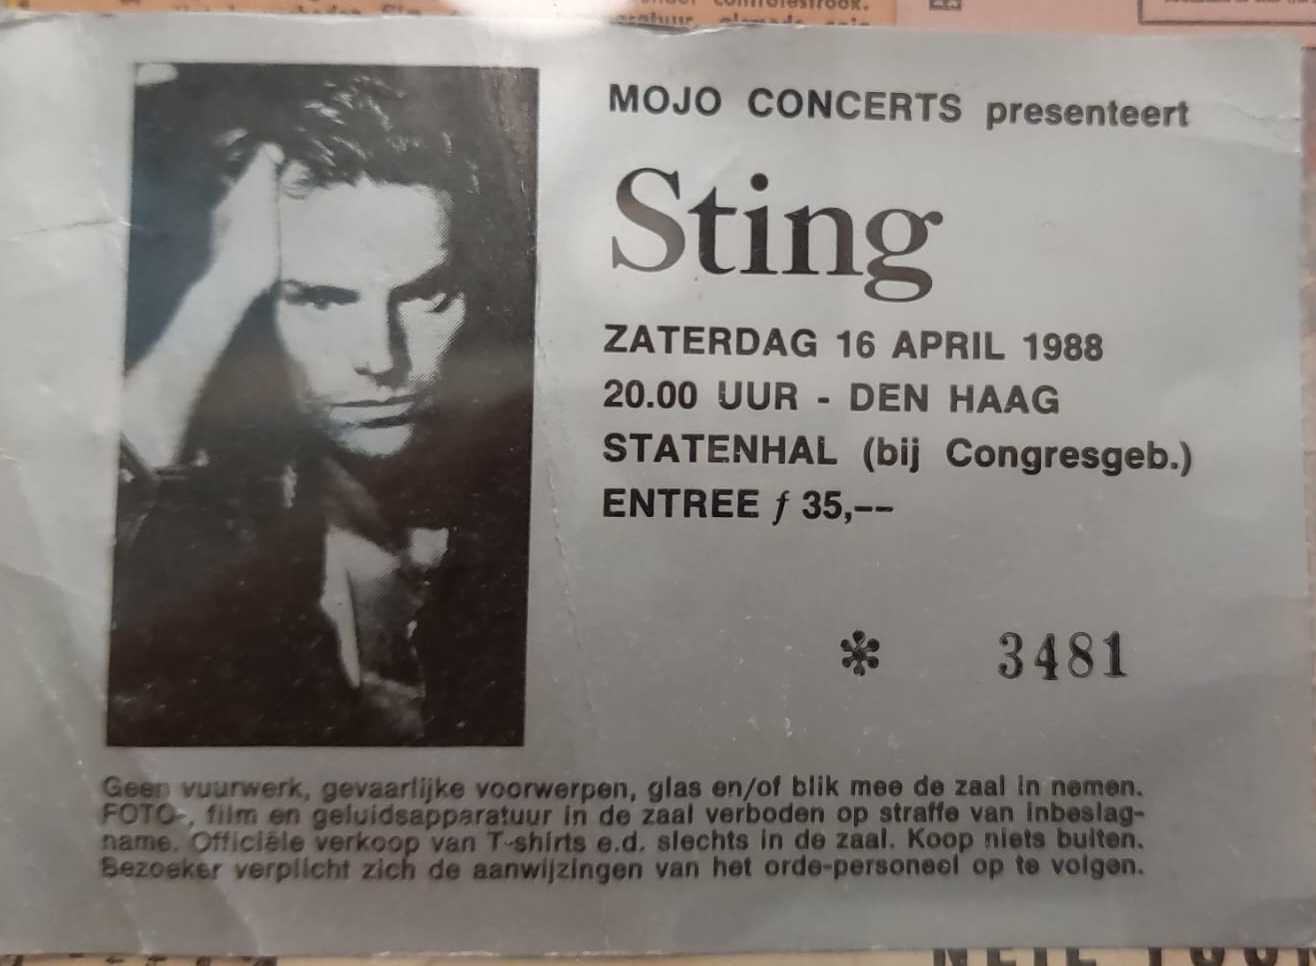 controlestrook.
MOJO CONCERTS presenteert
Sting
ZATERDAG 16 APRIL 1988
20.00 UUR - DEN HAAG
STATENHAL (bij Congresgeb.)
ENTREE ƒ 35,--
* 3481
Geen vuurwerk, gevaarlijke voorwerpen, glas en/of blik mee de zaal in nemen.
FOTO-, film en geluidsapparatuur in de zaal verboden op straffe van inbeslag-
name. Officiële verkoop van T-shirts e.d. slechts in de zaal. Koop niets buiten.
Bezoeker verplicht zich de aanwijzingen van het orde-personeel op te volgen.
NEIL